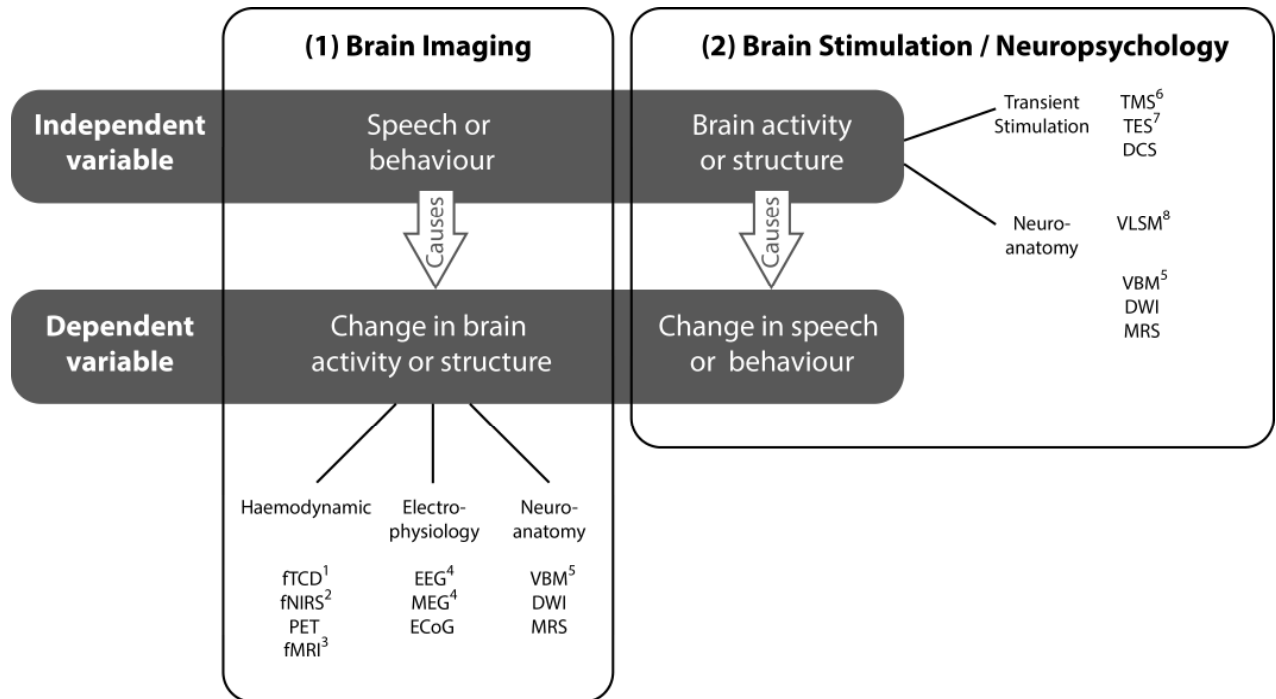 (1) Brain Imaging
(2) Brain Stimulation / Neuropsychology
Independent
variable
Speech or
behaviour
Brain activity
or structure
Causes
Causes
Dependent
variable
Change in brain
activity or structure
Change in speech
or behaviour
Transient
Stimulation
TMS⁶
TES⁷
DCS
Neuro-
anatomy
VLSM⁸
VBM⁵
DWI
MRS
Haemodynamic
fTCD¹
fNIRS²
PET
fMRI³
Electro-
physiology
EEG⁴
MEG⁴
ECoG
Neuro-
anatomy
VBM⁵
DWI
MRS